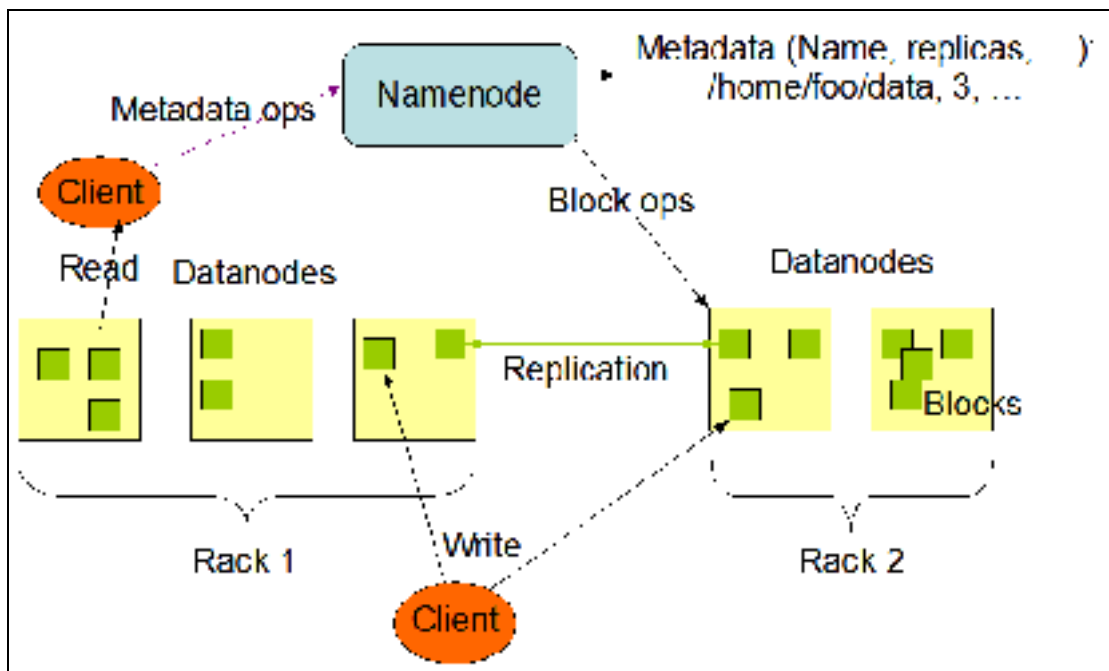 Metadata (Name, replicas, ):
/home/foo/data, 3, …
Namenode
Metadata ops
Client
Block ops
Read
Datanodes
Datanodes
Replication
Blocks
Rack 1
Write
Rack 2
Client